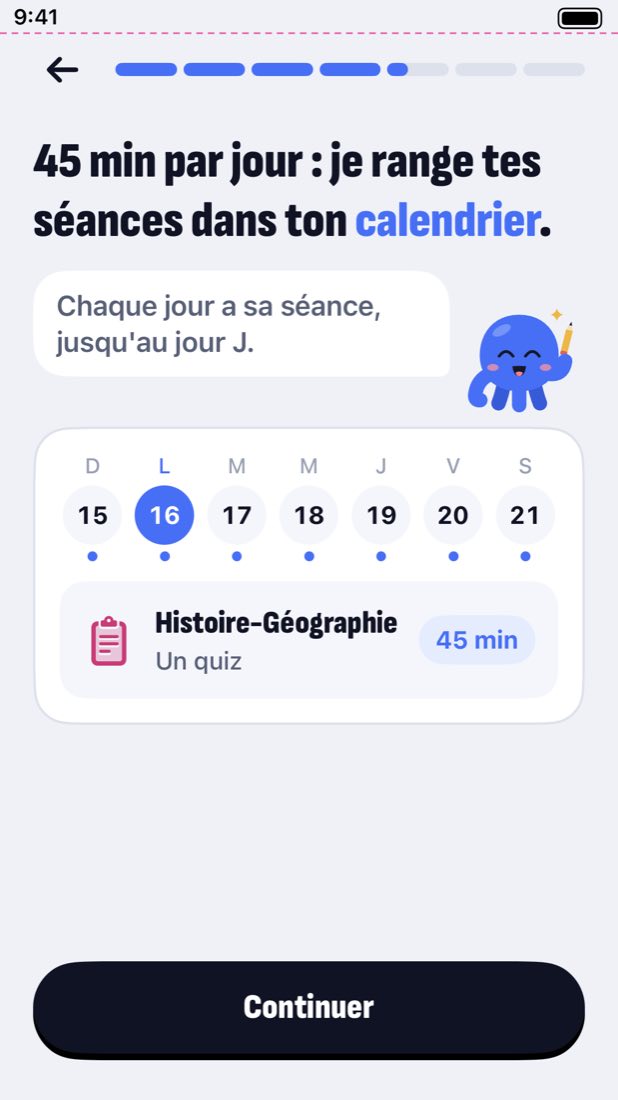 9:41
45 min par jour : je range tes
séances dans ton calendrier.
Chaque jour a sa séance,
jusqu'au jour J.
D L M M J V S
15 16 17 18 19 20 21
Histoire-Géographie
Un quiz
45 min
Continuer